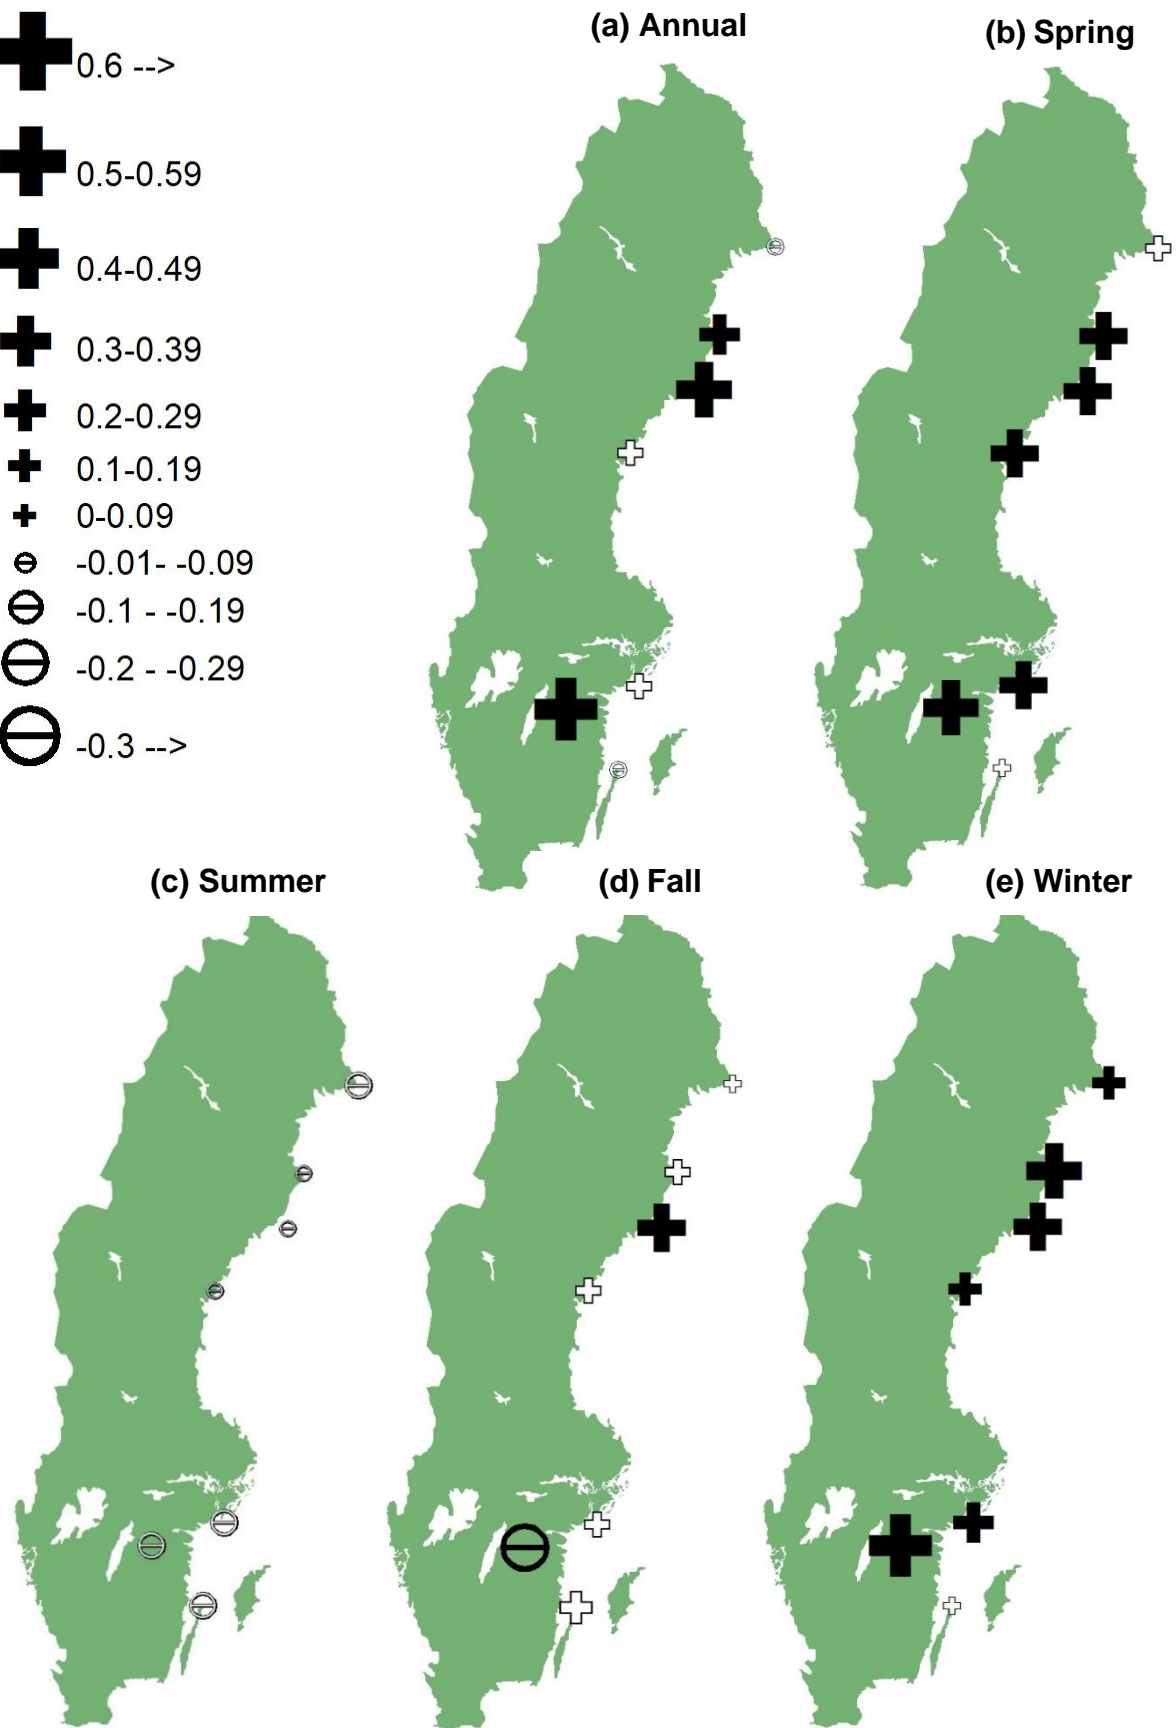 (a) Annual
(b) Spring
0.6 -->
0.5-0.59
0.4-0.49
0.3-0.39
0.2-0.29
0.1-0.19
0-0.09
-0.01- -0.09
-0.1 - -0.19
-0.2 - -0.29
-0.3 -->
(c) Summer
(d) Fall
(e) Winter